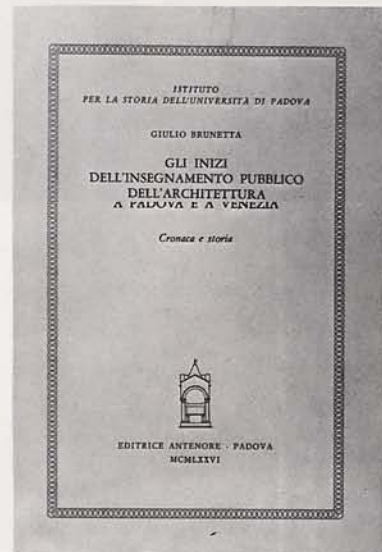 ISTITUTO
PER LA STORIA DELL'UNIVERSITÀ DI PADOVA
GIULIO BRUNETTA
GLI INIZI
DELL'INSEGNAMENTO PUBBLICO
DELL'ARCHITETTURA
A PADOVA E A VENEZIA
Cronaca e storia
EDITRICE ANTENORE · PADOVA
MCMLXXVI